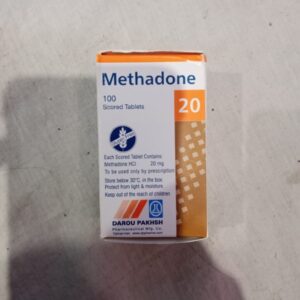 Methadone
100
Scored Tablets
20
Each Scored Tablet Contains:
Methadone HCl 20 mg
To be used only by prescription
Store below 30°C, in the box.
Protect from light & moisture.
Keep out of the reach of children
DAROU PAKHSH
Pharmaceutical Mfg. Co.